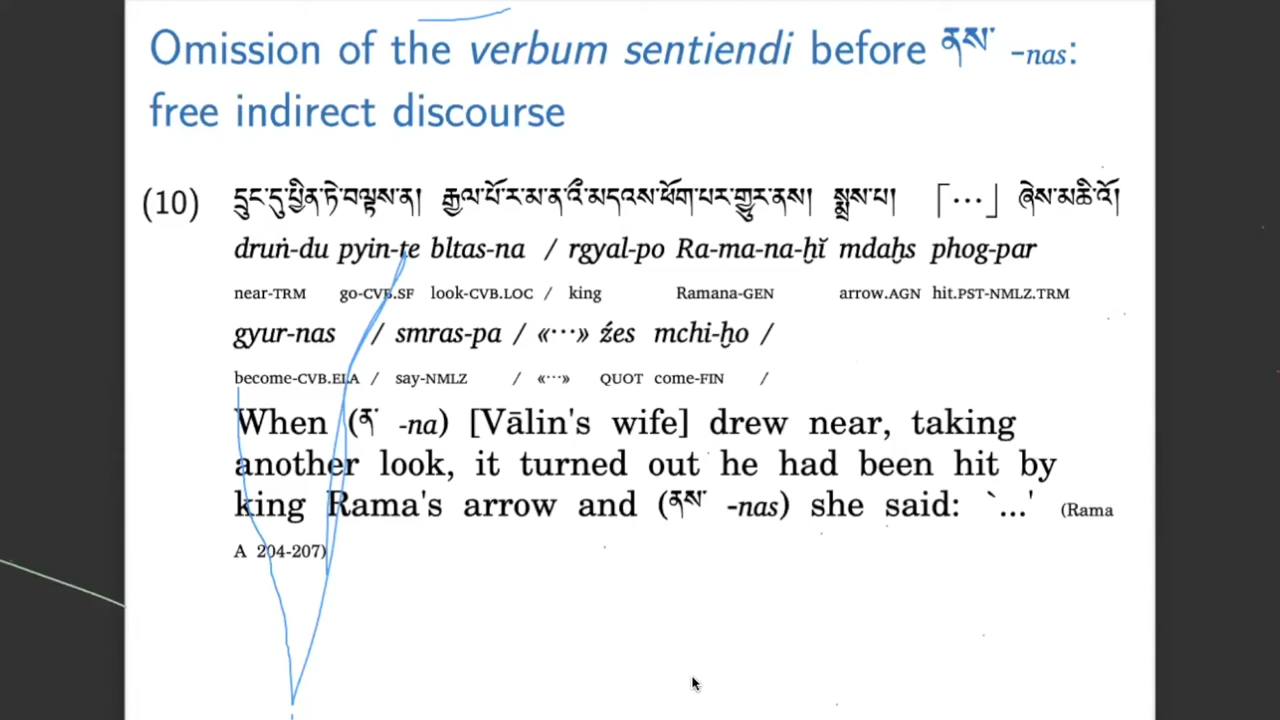 Omission of the verbum sentiendi before ནས་ -nas:
free indirect discourse
(10) དྲུང་དུ་པྱིན་ཏེ་བལྟས་ན། རྒྱལ་པོ་ར་མ་ན་འཱི་མདའས་ཕོག་པར་གྱུར་ནས། སྨྲས་པ། ｢…｣ ཞེས་མཆི་འོ།
druṅ-du pyin-te bltas-na / rgyal-po Ra-ma-na-ḫĭ mdaḫs phog-par
near-TRM go-CVB.SF look-CVB.LOC / king Ramana-GEN arrow.AGN hit.PST-NMLZ.TRM
gyur-nas / smras-pa / «···» źes mchi-ḫo /
become-CVB.ELA / say-NMLZ / «···» QUOT come-FIN /
When (ན་ -na) [Vālin's wife] drew near, taking
another look, it turned out he had been hit by
king Rama's arrow and (ནས་ -nas) she said: `...' (Rama
A 204-207)